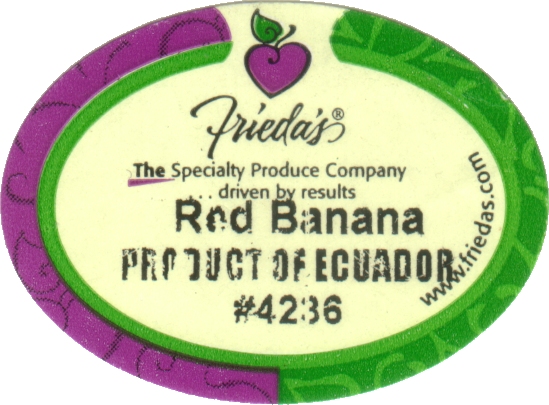 Frieda's®
The Specialty Produce Company
...driven by results
Red Banana
PRODUCT OF ECUADOR
#4236
www.friedas.com